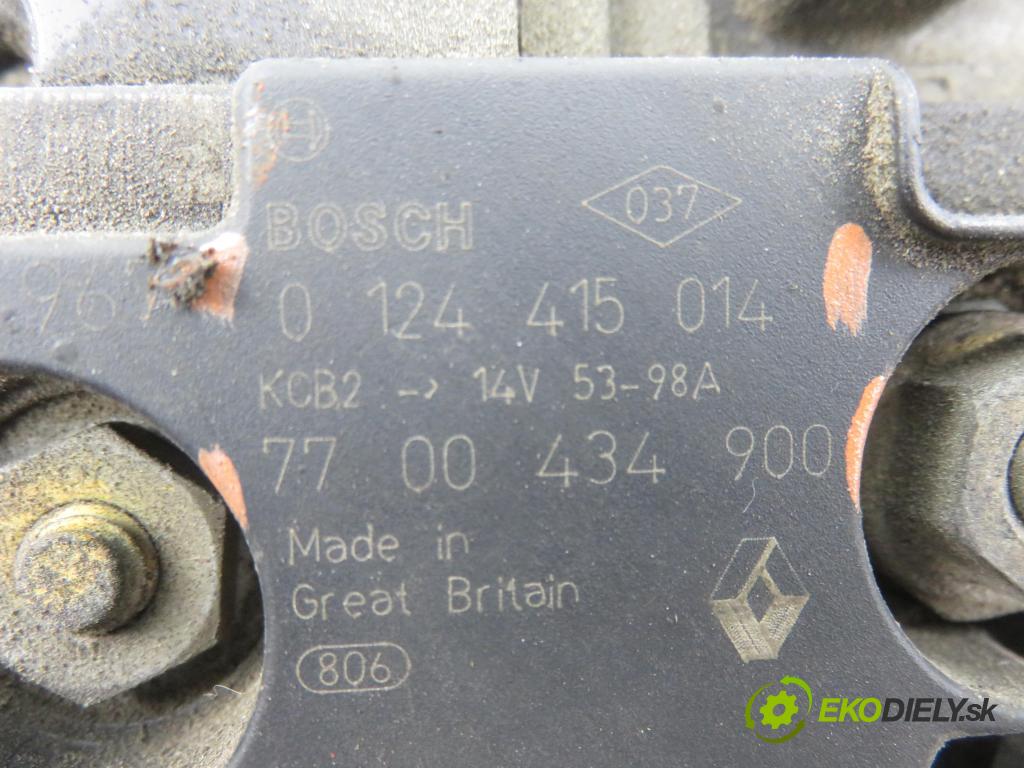 BOSCH
037
0 124 415 014
KCB2 → 14V 53-98A
77 00 434 900
Made in
Great Britain
806
EKODIELY.sk